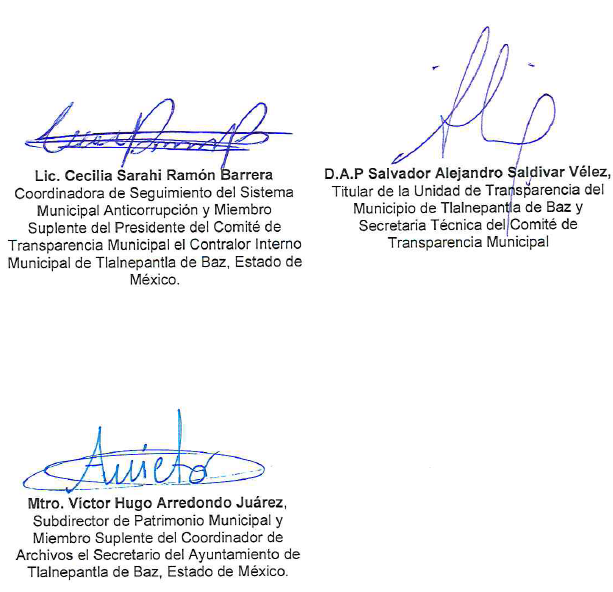 Lic. Cecilia Sarahi Ramón Barrera
Coordinadora de Seguimiento del Sistema
Municipal Anticorrupción y Miembro
Suplente del Presidente del Comité de
Transparencia Municipal el Contralor Interno
Municipal de Tlalnepantla de Baz, Estado de
México.
D.A.P Salvador Alejandro Saldivar Vélez,
Titular de la Unidad de Transparencia del
Municipio de Tlalnepantla de Baz y
Secretaria Técnica del Comité de
Transparencia Municipal
Mtro. Víctor Hugo Arredondo Juárez,
Subdirector de Patrimonio Municipal y
Miembro Suplente del Coordinador de
Archivos el Secretario del Ayuntamiento de
Tlalnepantla de Baz, Estado de México.